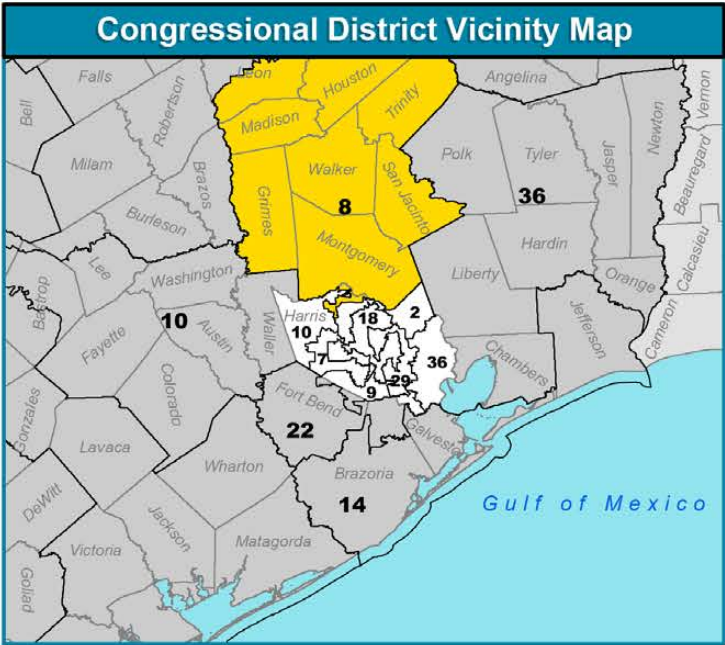 Congressional District Vicinity Map
Falls
Leon
Houston
Angelina
Vernon
Bell
Robertson
Madison
Trinity
Newton
Milam
Brazos
Walker
San Jacinto
Polk
Tyler
Jasper
Beauregard
Grimes
8
36
Burleson
Montgomery
Hardin
Lee
Washington
Liberty
Orange
Calcasieu
Bastrop
10
Austin
Waller
Harris
10
18
2
Jefferson
Cameron
Fayette
7
36
Chambers
Colorado
Fort Bend
9
29
Gonzales
22
Galvesto
Lavaca
Wharton
Brazoria
14
Gulf of Mexico
DeWitt
Jackson
Matagorda
Victoria
Goliad